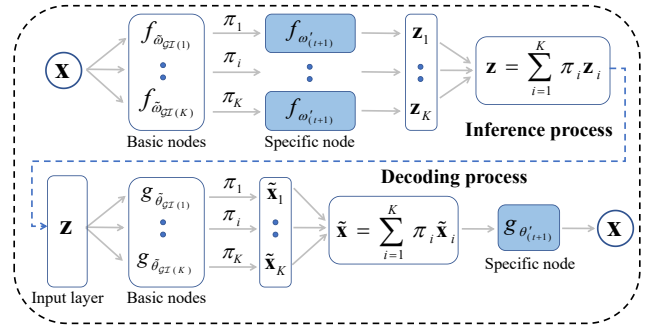 x
f_{ω̃_{𝒢ℐ(1)}}
f_{ω̃_{𝒢ℐ(K)}}
Basic nodes
π_1
π_i
π_K
f_{ω'_{(t+1)}}
f_{ω'_{(t+1)}}
Specific node
z_1
z_K
z = \sum_{i=1}^{K} π_i z_i
Inference process
Decoding process
z
Input layer
g_{θ̃_{𝒢ℐ(1)}}
g_{θ̃_{𝒢ℐ(K)}}
Basic nodes
π_1
π_i
π_K
x̃_1
x̃_K
x̃ = \sum_{i=1}^{K} π_i x̃_i
g_{θ'_{(t+1)}}
Specific node
x